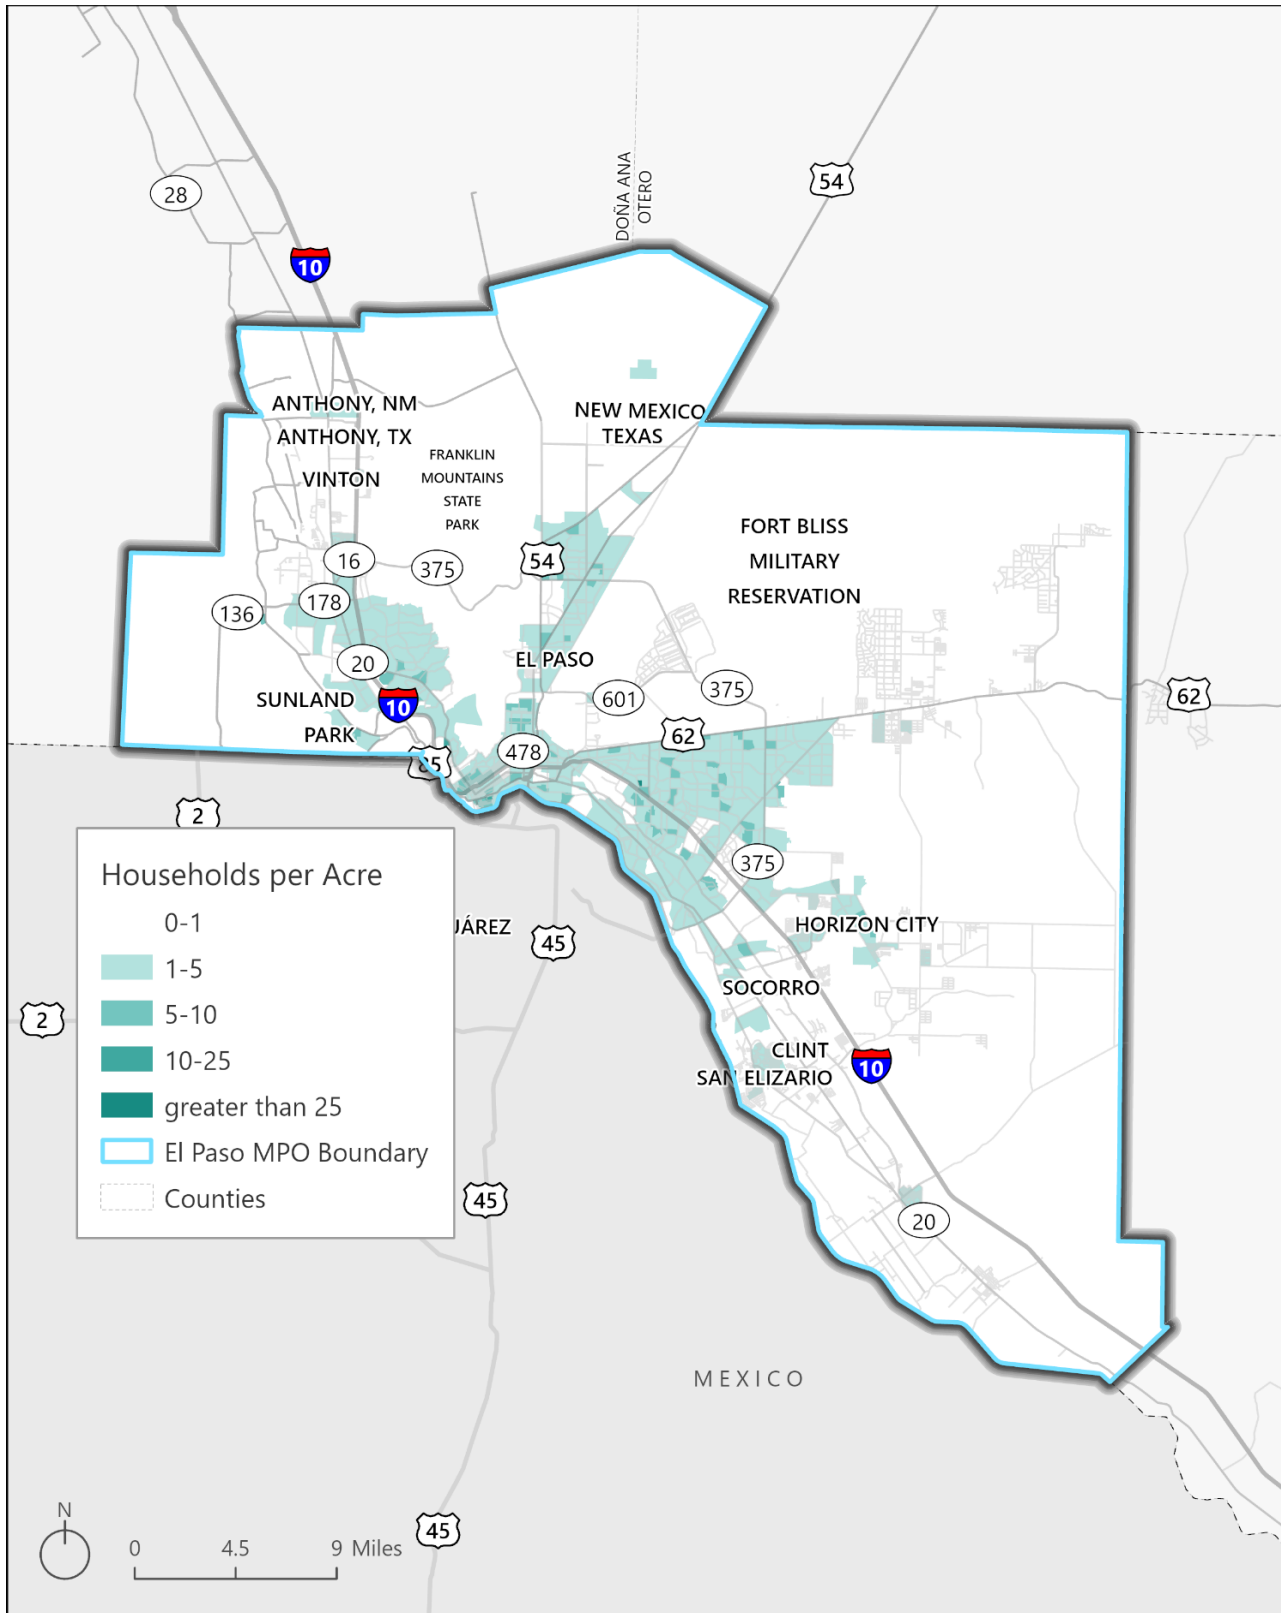 DOÑA ANA
OTERO
54
28
10
ANTHONY, NM
ANTHONY, TX
VINTON
FRANKLIN
MOUNTAINS
STATE
PARK
NEW MEXICO
TEXAS
FORT BLISS
MILITARY
RESERVATION
16
375
54
178
136
20
EL PASO
601
375
62
SUNLAND
PARK
10
62
478
85
2
375
Households per Acre
0-1
1-5
5-10
10-25
greater than 25
El Paso MPO Boundary
Counties
UÁREZ
45
2
HORIZON CITY
SOCORRO
CLINT
SAN ELIZARIO
10
45
20
MEXICO
45
N
0 4.5 9 Miles